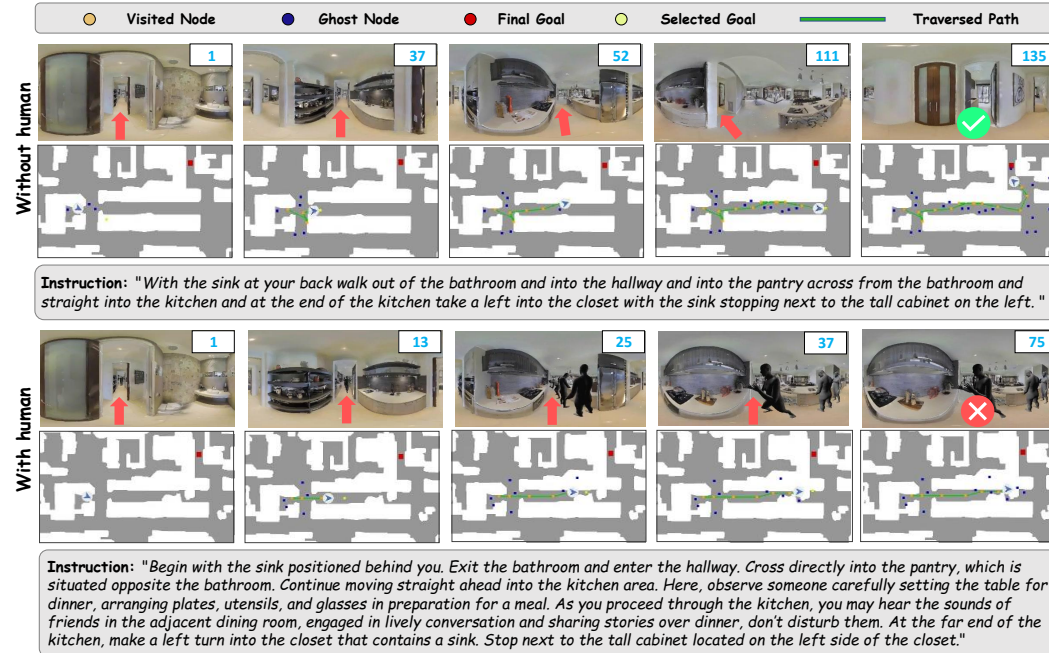 Visited Node Ghost Node Final Goal Selected Goal Traversed Path
Without human
1 37 52 111 135
Instruction: "With the sink at your back walk out of the bathroom and into the hallway and into the pantry across from the bathroom and
straight into the kitchen and at the end of the kitchen take a left into the closet with the sink stopping next to the tall cabinet on the left. "
With human
1 13 25 37 75
Instruction: "Begin with the sink positioned behind you. Exit the bathroom and enter the hallway. Cross directly into the pantry, which is
situated opposite the bathroom. Continue moving straight ahead into the kitchen area. Here, observe someone carefully setting the table for
dinner, arranging plates, utensils, and glasses in preparation for a meal. As you proceed through the kitchen, you may hear the sounds of
friends in the adjacent dining room, engaged in lively conversation and sharing stories over dinner, don't disturb them. At the far end of the
kitchen, make a left turn into the closet that contains a sink. Stop next to the tall cabinet located on the left side of the closet."